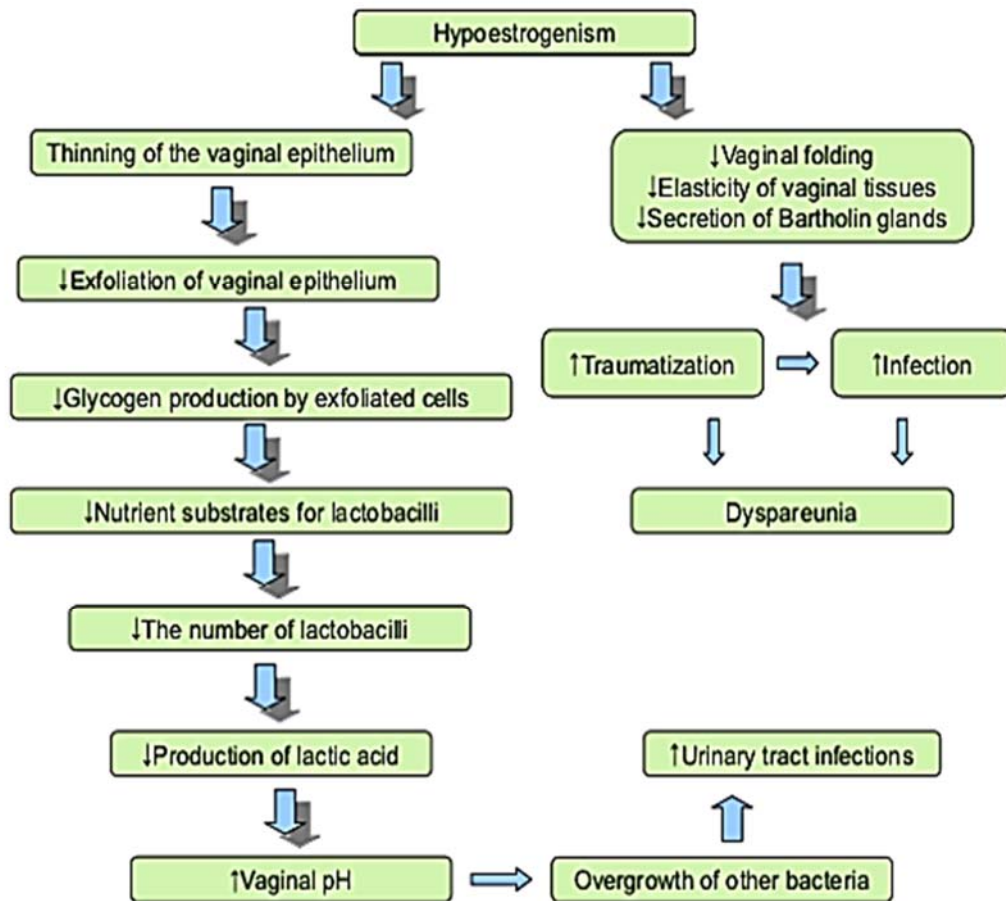 Hypoestrogenism
Thinning of the vaginal epithelium
↓Vaginal folding
↓Elasticity of vaginal tissues
↓Secretion of Bartholin glands
↓Exfoliation of vaginal epithelium
↑Traumatization
↑Infection
↓Glycogen production by exfoliated cells
↓Nutrient substrates for lactobacilli
Dyspareunia
↓The number of lactobacilli
↓Production of lactic acid
↑Urinary tract infections
↑Vaginal pH
Overgrowth of other bacteria